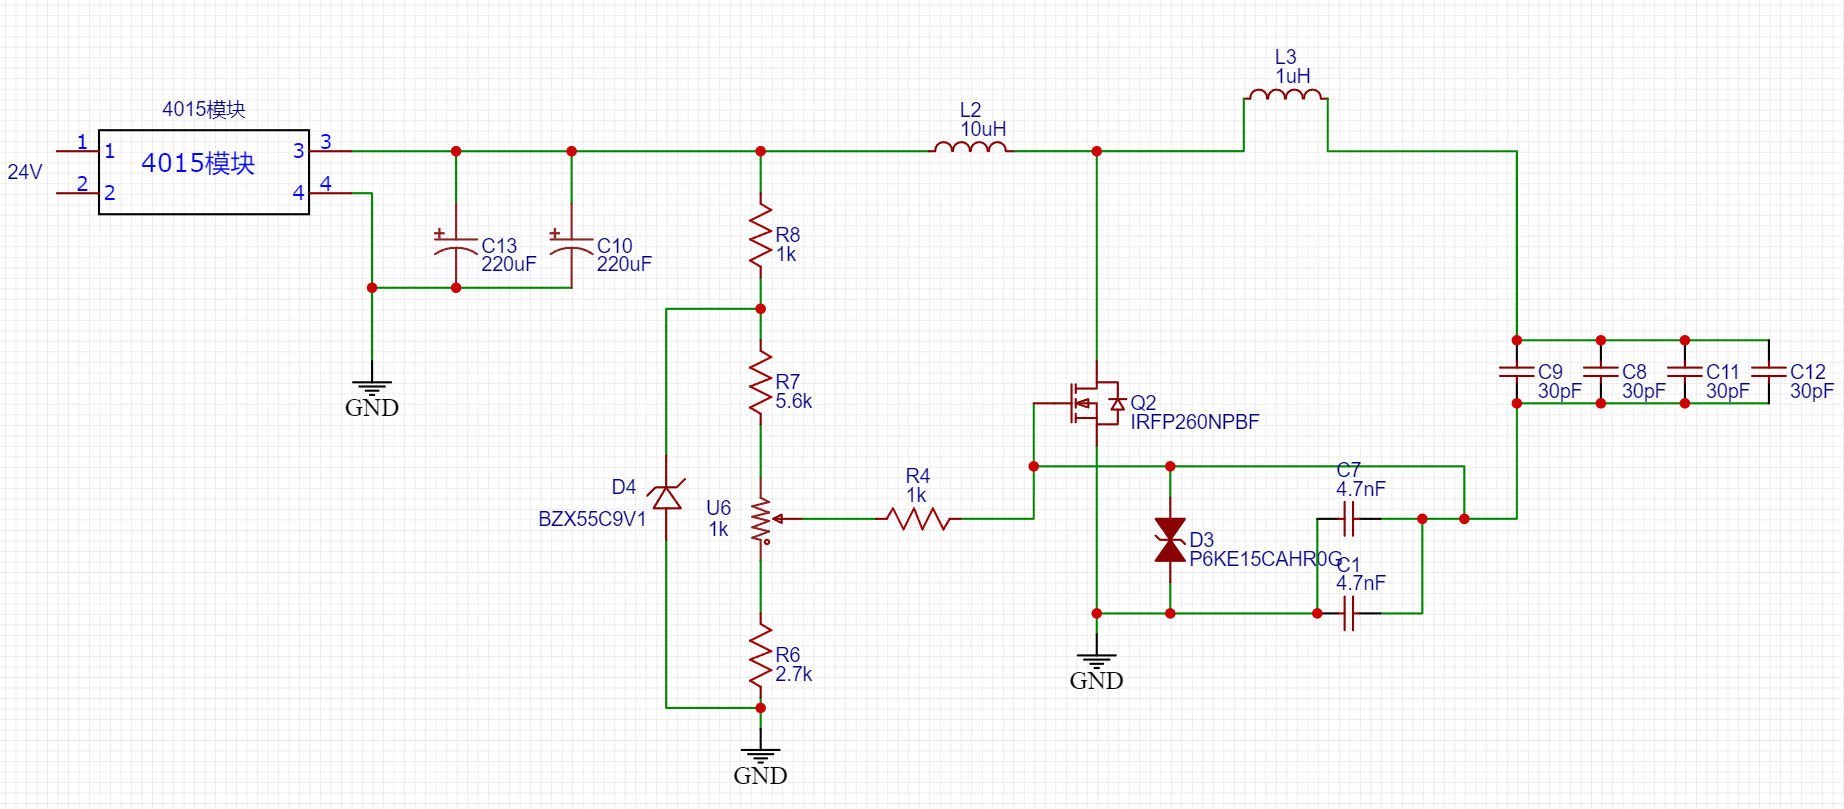 4015模块
24V
1
2
1
2
4015模块
3
4
3
4
C13
220uF
C10
220uF
GND
R8
1k
R7
5.6k
D4
BZX55C9V1
U6
1k
R4
1k
R6
2.7k
GND
L2
10uH
L3
1uH
Q2
IRFP260NPBF
D3
P6KE15CAHR0G
C7
4.7nF
C1
4.7nF
GND
C9
30pF
C8
30pF
C11
30pF
C12
30pF